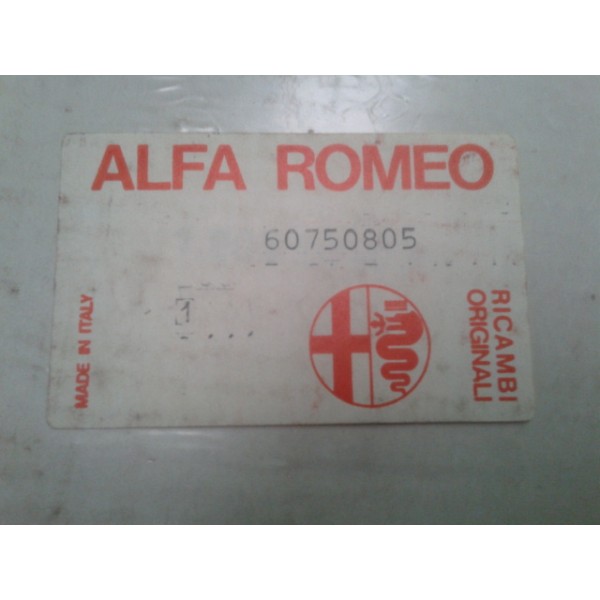 ALFA ROMEO
60750805
1
MADE IN ITALY
RICAMBI
ORIGINALI